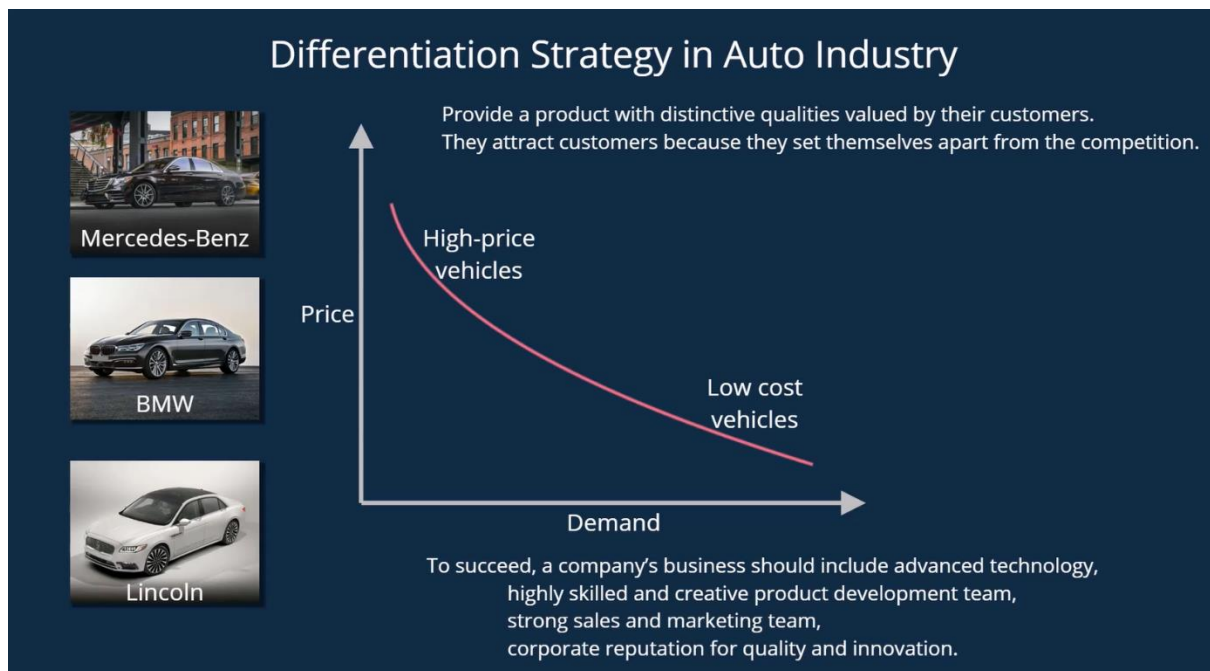 Differentiation Strategy in Auto Industry
Provide a product with distinctive qualities valued by their customers.
They attract customers because they set themselves apart from the competition.
Mercedes-Benz
BMW
Lincoln
Price
High-price
vehicles
Low cost
vehicles
Demand
To succeed, a company’s business should include advanced technology,
highly skilled and creative product development team,
strong sales and marketing team,
corporate reputation for quality and innovation.